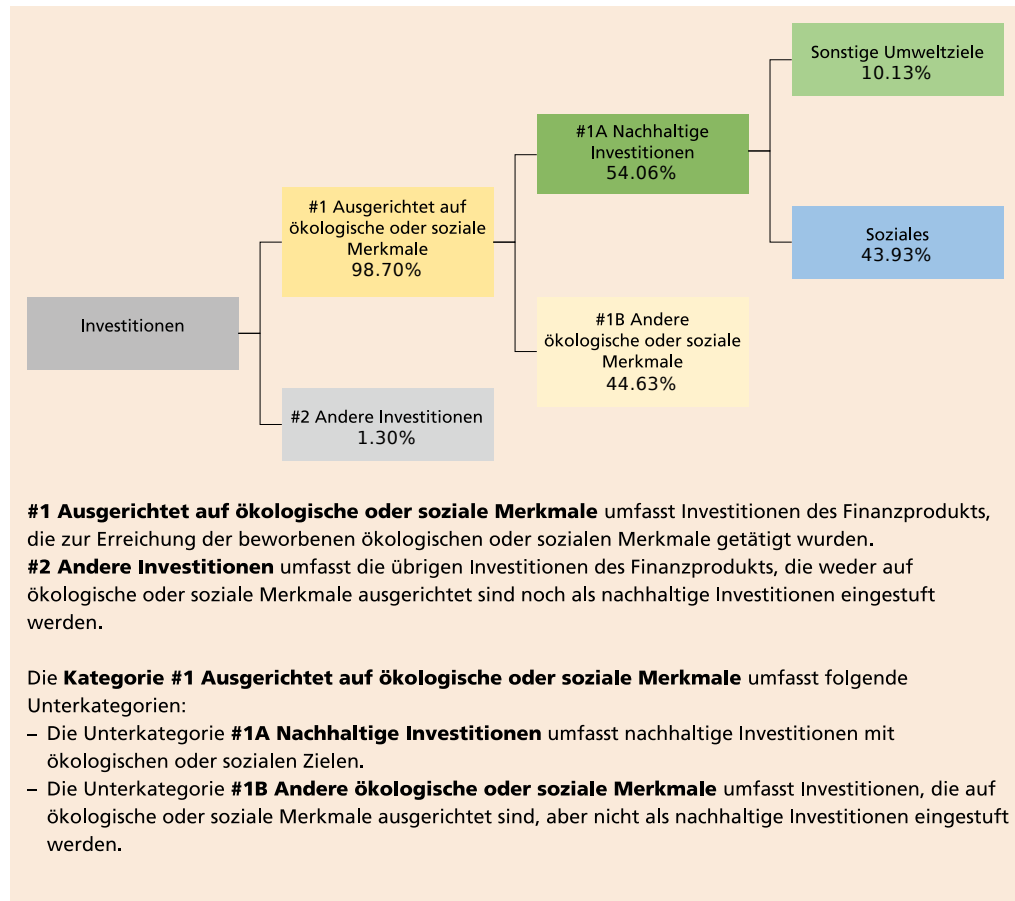 Sonstige Umweltziele
10.13%
#1A Nachhaltige
Investitionen
54.06%
#1 Ausgerichtet auf
ökologische oder soziale
Merkmale
98.70%
Soziales
43.93%
Investitionen
#1B Andere
ökologische oder soziale
Merkmale
44.63%
#2 Andere Investitionen
1.30%
#1 Ausgerichtet auf ökologische oder soziale Merkmale umfasst Investitionen des Finanzprodukts,
die zur Erreichung der beworbenen ökologischen oder sozialen Merkmale getätigt wurden.
#2 Andere Investitionen umfasst die übrigen Investitionen des Finanzprodukts, die weder auf
ökologische oder soziale Merkmale ausgerichtet sind noch als nachhaltige Investitionen eingestuft
werden.
Die Kategorie #1 Ausgerichtet auf ökologische oder soziale Merkmale umfasst folgende
Unterkategorien:
– Die Unterkategorie #1A Nachhaltige Investitionen umfasst nachhaltige Investitionen mit
ökologischen oder sozialen Zielen.
– Die Unterkategorie #1B Andere ökologische oder soziale Merkmale umfasst Investitionen, die auf
ökologische oder soziale Merkmale ausgerichtet sind, aber nicht als nachhaltige Investitionen eingestuft
werden.